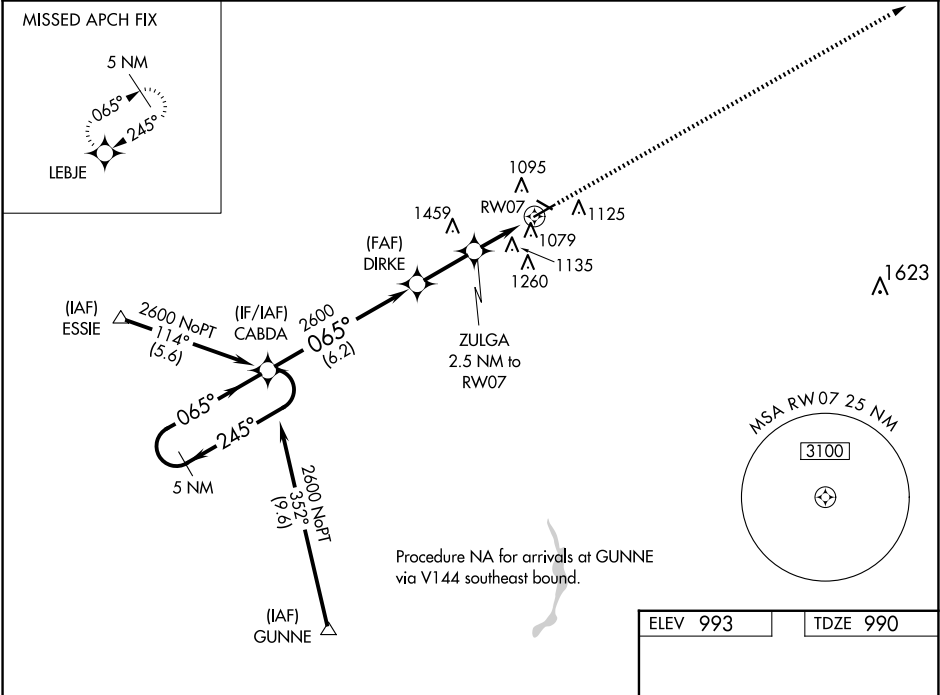 MISSED APCH FIX
5 NM
065°
245°
LEBJE
1095
RW07
1459
1125
1079
1135
1260
(FAF)
DIRKE
1623
(IAF)
ESSIE
2600 NoPT
114°
(5.6)
(IF/IAF)
CABDA
2600
065°
(6.2)
ZULGA
2.5 NM to
RW07
065°
245°
5 NM
2600 NoPT
352°
(9.6)
MSA RW07 25 NM
3100
Procedure NA for arrivals at GUNNE
via V144 southeast bound.
(IAF)
GUNNE
ELEV 993
TDZE 990